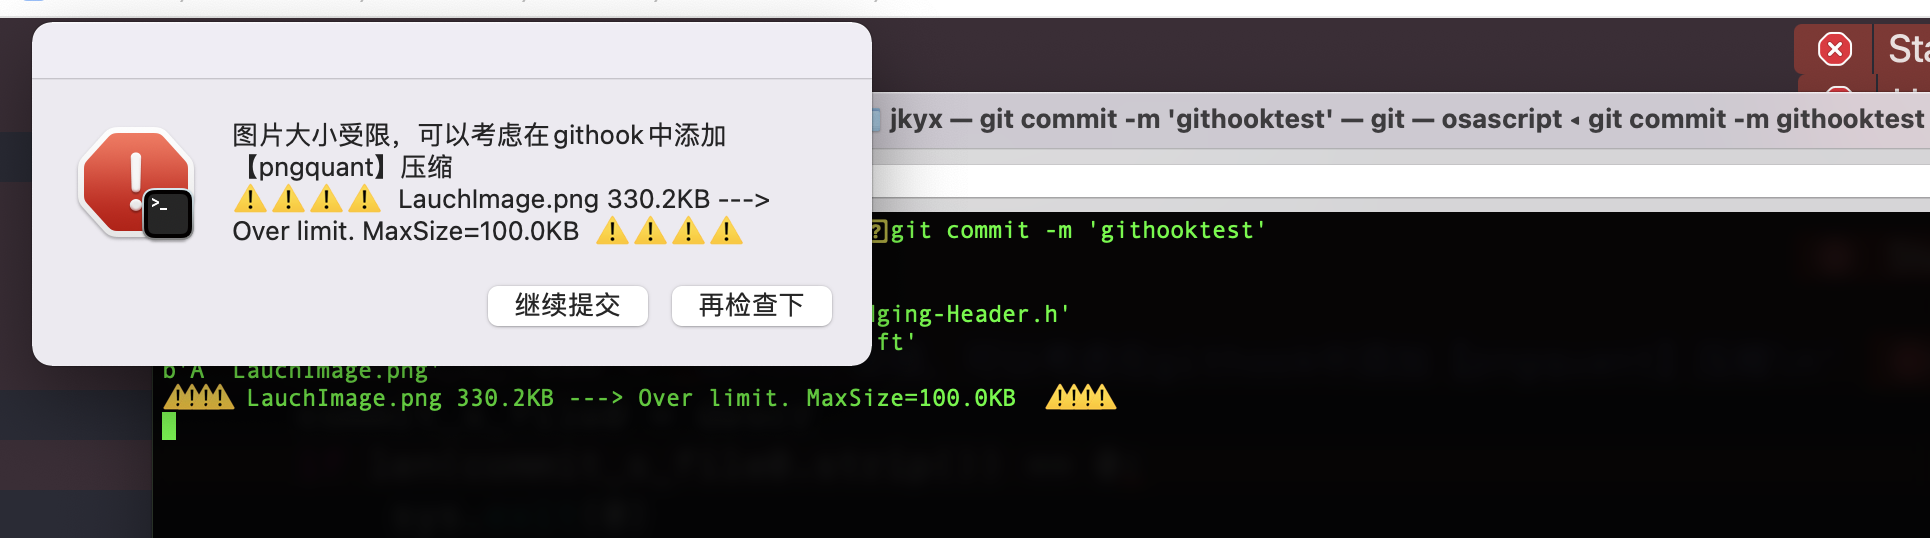 图片大小受限，可以考虑在githook中添加
【pngquant】压缩
⚠️⚠️⚠️⚠️ LauchImage.png 330.2KB --->
Over limit. MaxSize=100.0KB ⚠️⚠️⚠️⚠️
继续提交 再检查下
jkyx — git commit -m 'githooktest' — git — osascript ◂ git commit -m githooktest
git commit -m 'githooktest'
ging-Header.h'
ft'
b'A LauchImage.png'
⚠️⚠️⚠️⚠️ LauchImage.png 330.2KB ---> Over limit. MaxSize=100.0KB ⚠️⚠️⚠️⚠️